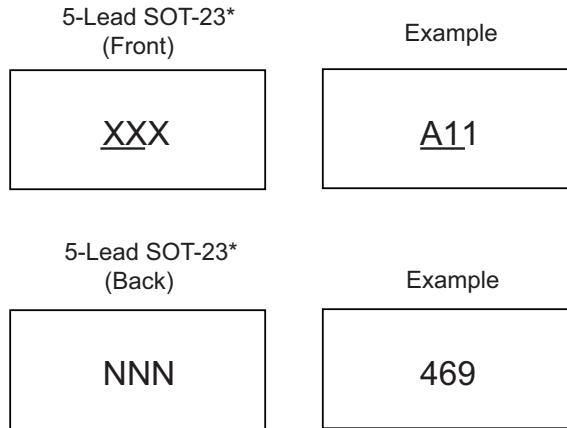 5-Lead SOT-23*
(Front)
Example
XXX
A11
5-Lead SOT-23*
(Back)
Example
NNN
469